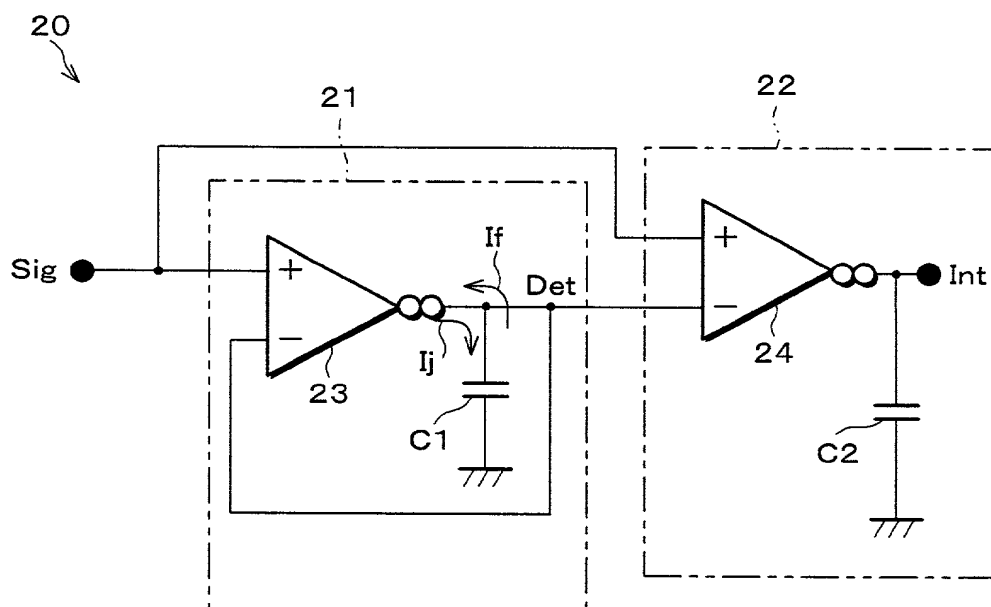 20
21
22
Sig
+
−
23
If
Ij
Det
C1
+
−
24
Int
C2